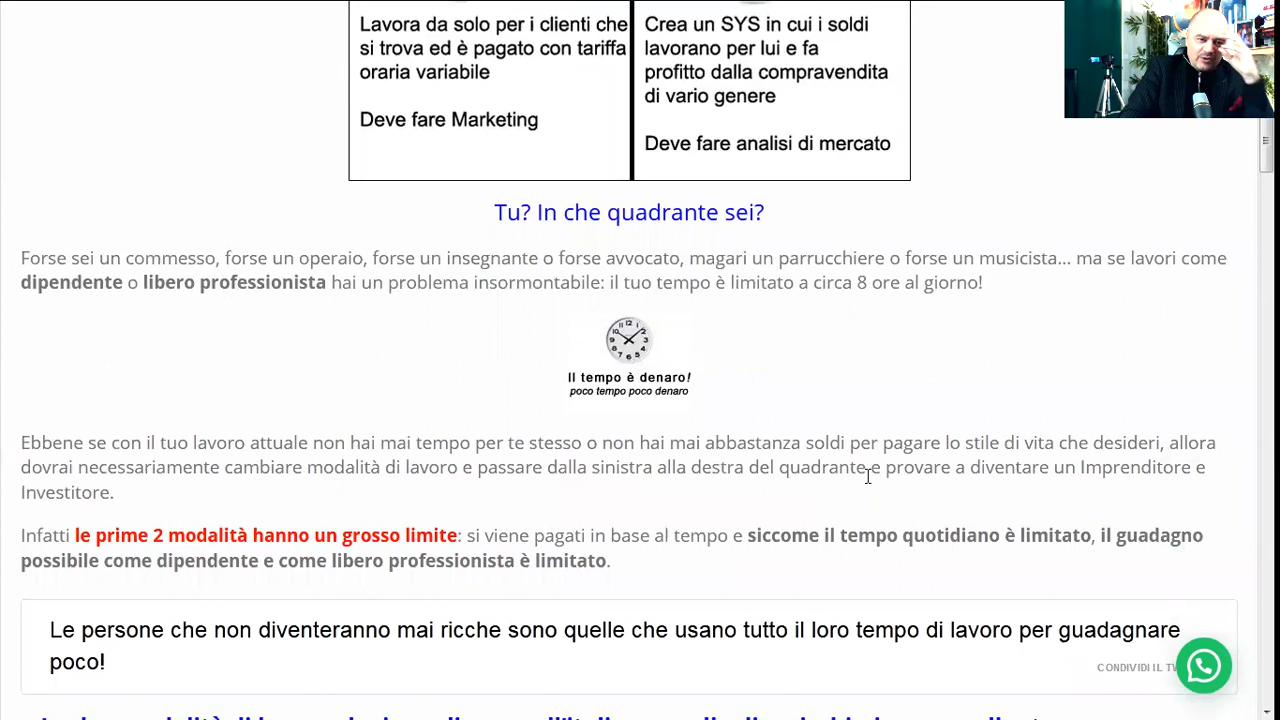 Lavora da solo per i clienti che
si trova ed è pagato con tariffa
oraria variabile
Deve fare Marketing
Crea un SYS in cui i soldi
lavorano per lui e fa
profitto dalla compravendita
di vario genere
Deve fare analisi di mercato
Tu? In che quadrante sei?
Forse sei un commesso, forse un operaio, forse un insegnante o forse avvocato, magari un parrucchiere o forse un musicista... ma se lavori come
dipendente o libero professionista hai un problema insormontabile: il tuo tempo è limitato a circa 8 ore al giorno!
Il tempo è denaro!
poco tempo poco denaro
Ebbene se con il tuo lavoro attuale non hai mai tempo per te stesso o non hai mai abbastanza soldi per pagare lo stile di vita che desideri, allora
dovrai necessariamente cambiare modalità di lavoro e passare dalla sinistra alla destra del quadrante e provare a diventare un Imprenditore e
Investitore.
Infatti le prime 2 modalità hanno un grosso limite: si viene pagati in base al tempo e siccome il tempo quotidiano è limitato, il guadagno
possibile come dipendente e come libero professionista è limitato.
Le persone che non diventeranno mai ricche sono quelle che usano tutto il loro tempo di lavoro per guadagnare
poco!
CONDIVIDI IL